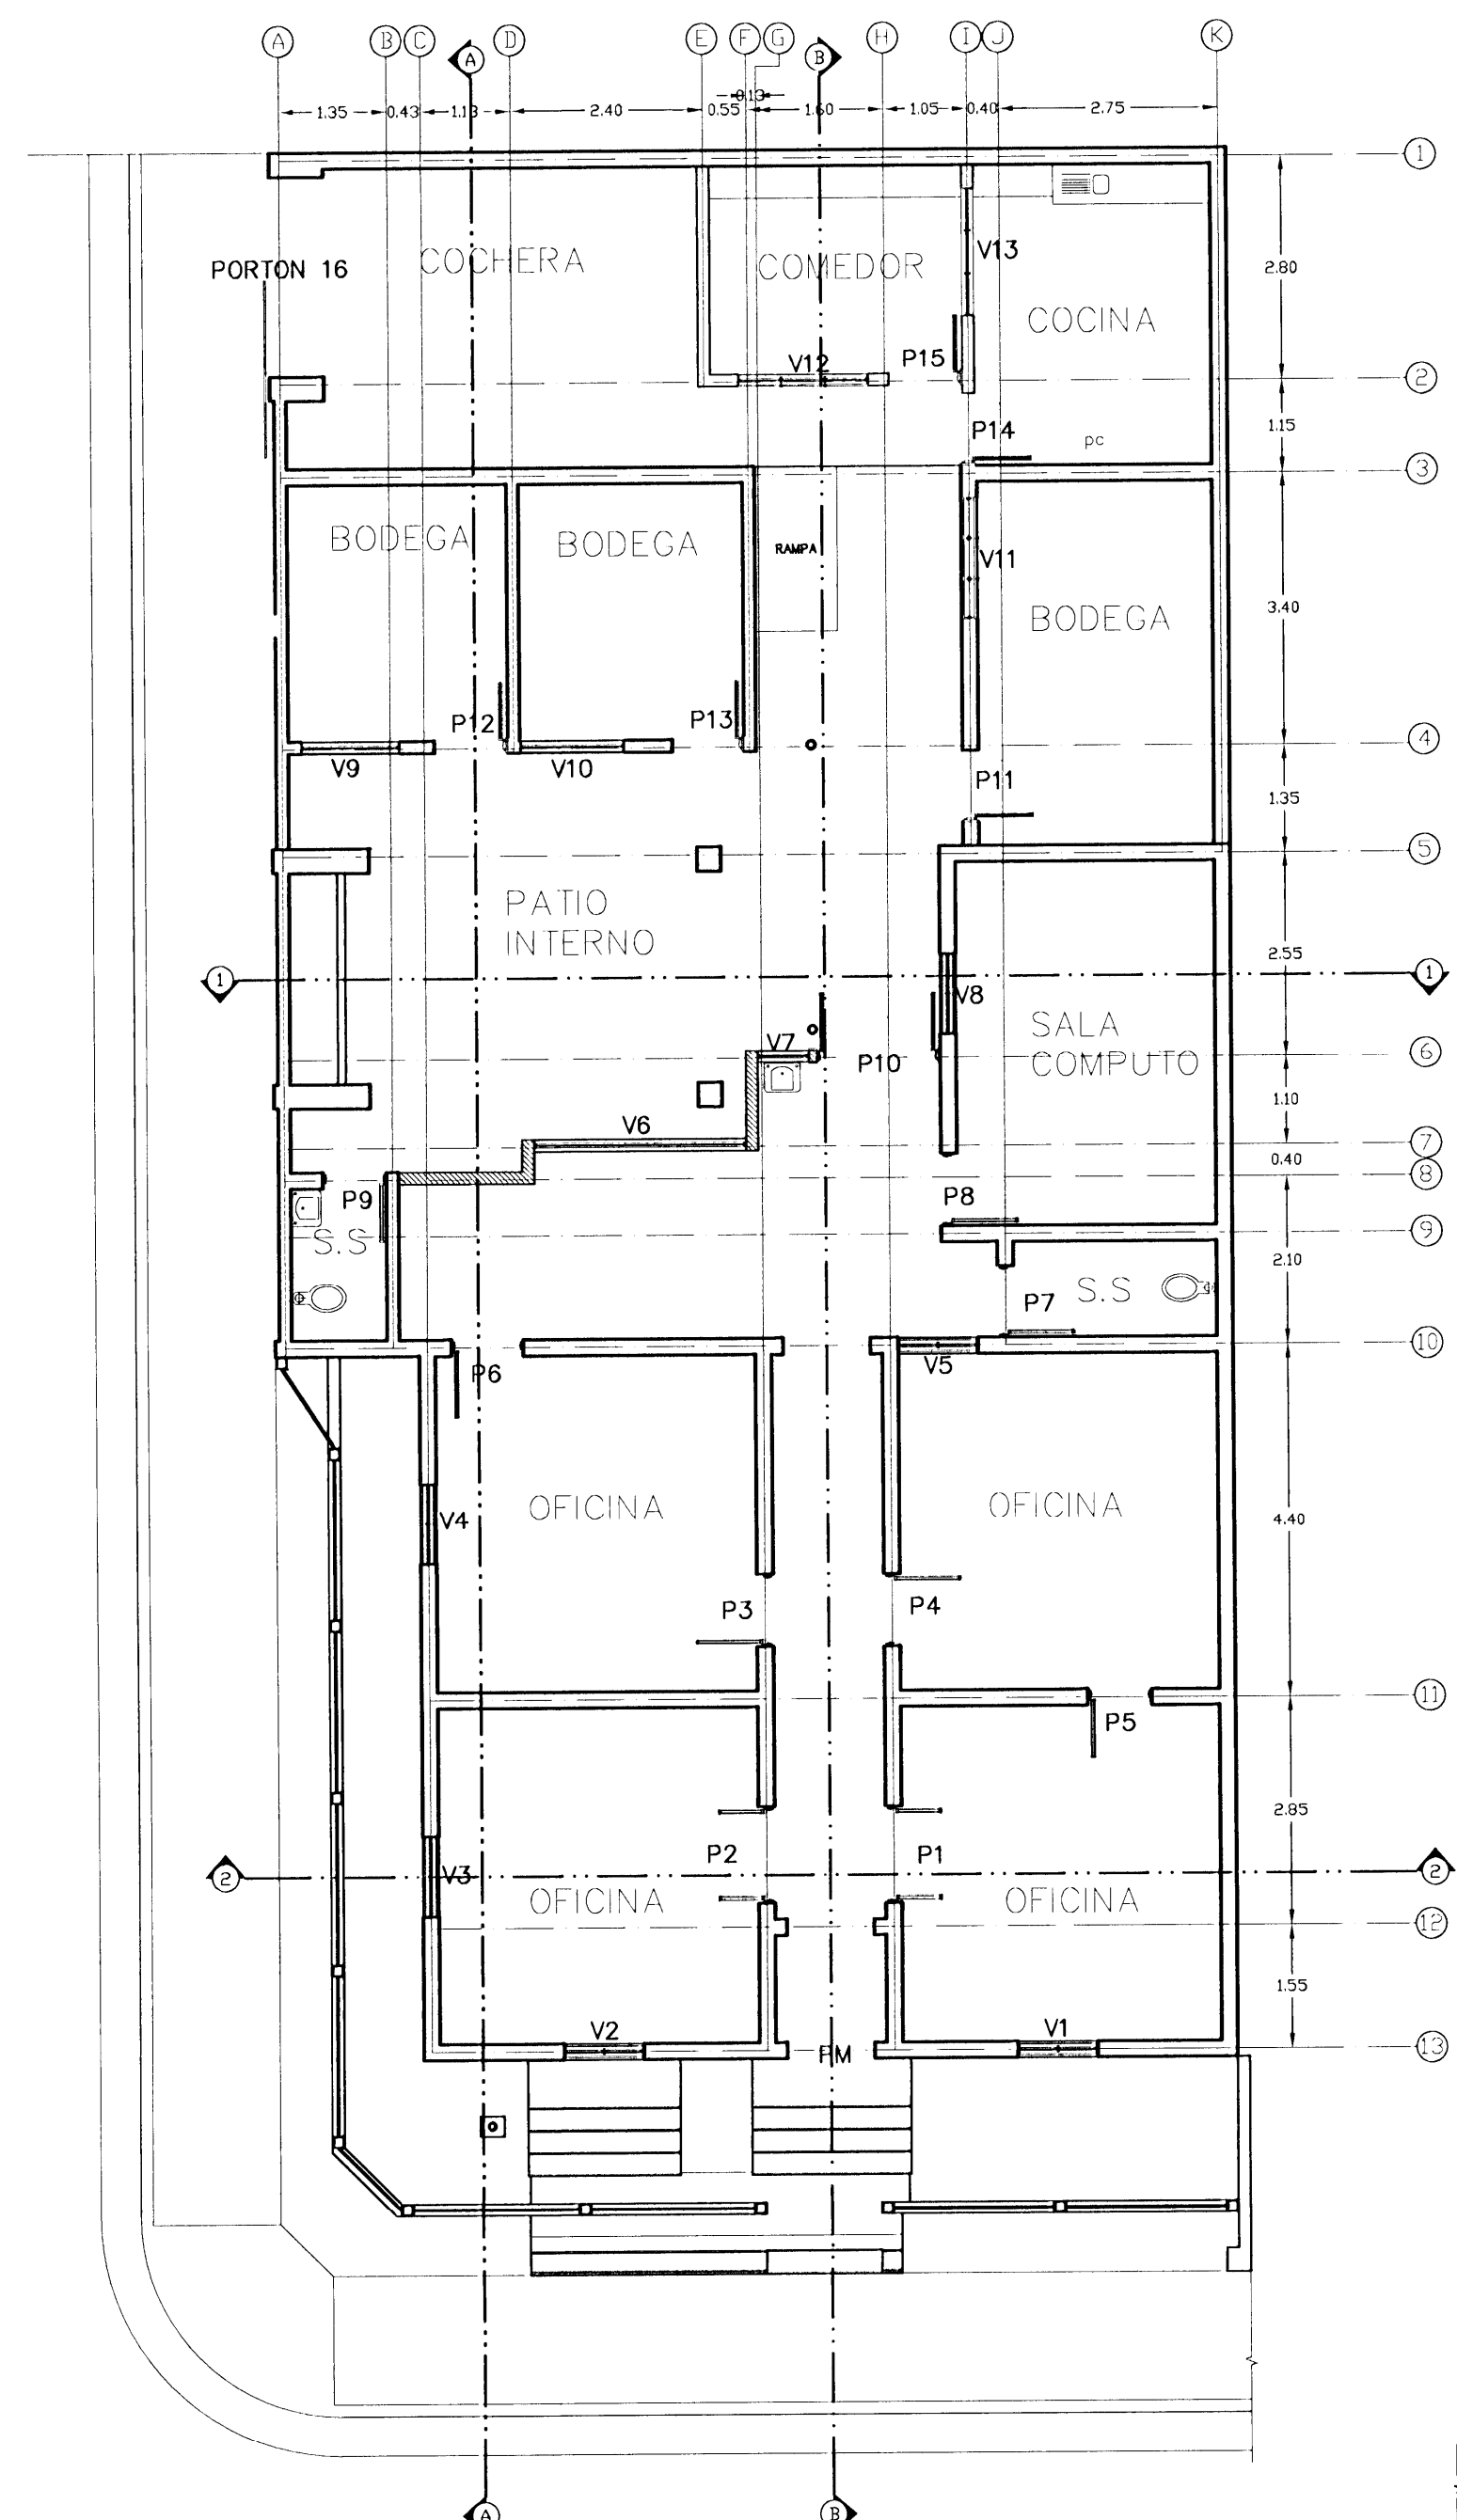 A B C A D E F G B H I J K
0.13
1.35 0.43 1.13 2.40 0.55 1.60 1.05 0.40 2.75
1
PORTON 16 COCHERA COMEDOR V13
2.80
COCINA
V12 P15
2
P14 pc
1.15
3
BODEGA BODEGA RAMPA V11
BODEGA
3.40
P12 P13
4
V9 V10
P11
1.35
5
PATIO
INTERNO
2.55
1 1
V8
SALA
COMPUTO
V7
P10
6
1.10
V6
7
0.40
8
P9 P8
9
S.S
2.10
S.S
P7
10
V5
P6
OFICINA OFICINA
V4
4.40
P3 P4
11
P5
2.85
P2 P1
2 V3 2
OFICINA OFICINA
12
1.55
V2 V1
PM
13
A B